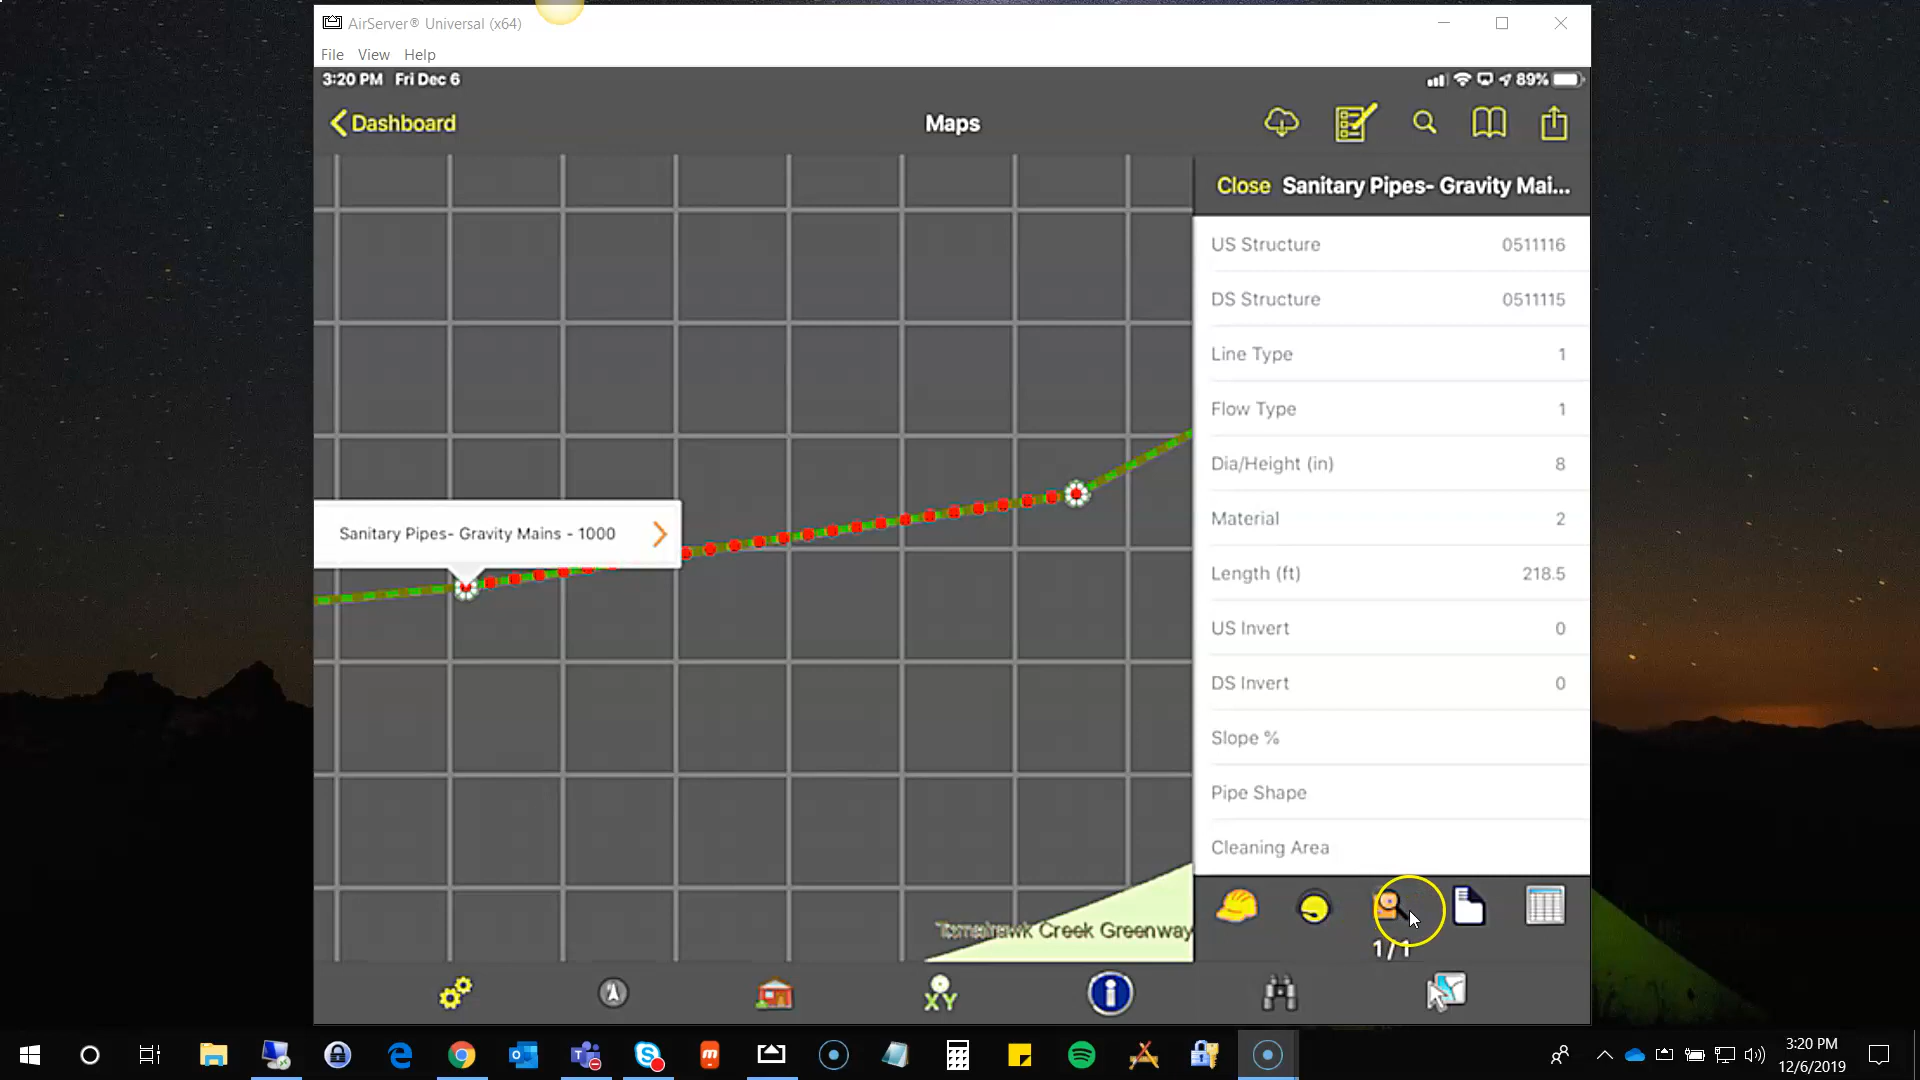 AirServer® Universal (x64)
File View Help
3:20 PM Fri Dec 6
89%
Dashboard
Maps
Close Sanitary Pipes- Gravity Mai...
US Structure 0511116
DS Structure 0511115
Line Type 1
Flow Type 1
Dia/Height (in) 8
Material 2
Length (ft) 218.5
US Invert 0
DS Invert 0
Slope %
Pipe Shape
Cleaning Area
Sanitary Pipes- Gravity Mains - 1000
Tomahawk Creek Greenway
1/1
XY
3:20 PM
12/6/2019